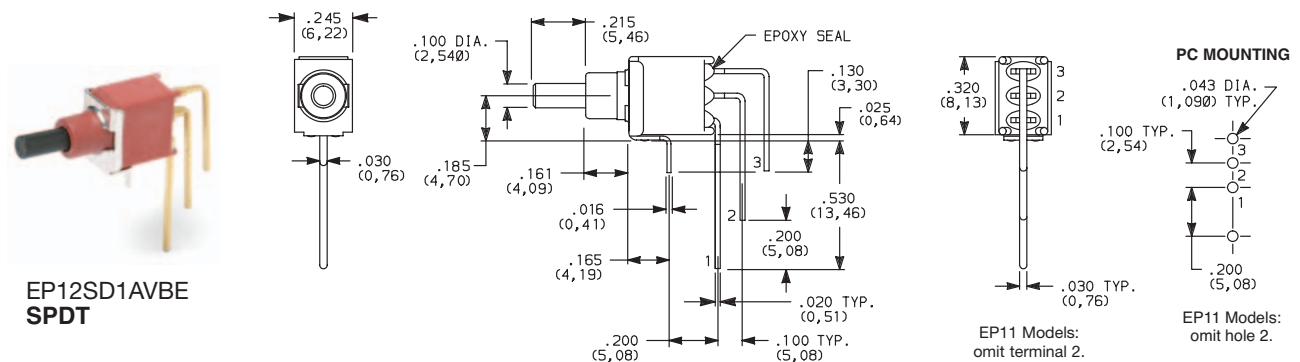 .245
(6,22)
.030
(0,76)
EP12SD1AVBE
SPDT
.215
(5,46)
.100 DIA.
(2,54Ø)
EPOXY SEAL
.130
(3,30)
.025
(0,64)
.185
(4,70)
.161
(4,09)
.016
(0,41)
.165
(4,19)
3
2
1
.530
(13,46)
.200
(5,08)
.020 TYP.
(0,51)
.200
(5,08)
.100 TYP.
(5,08)
.320
(8,13)
3
2
1
.030 TYP.
(0,76)
EP11 Models:
omit terminal 2.
PC MOUNTING
.043 DIA.
(1,09Ø) TYP.
.100 TYP.
(2,54)
3
2
1
.200
(5,08)
EP11 Models:
omit hole 2.